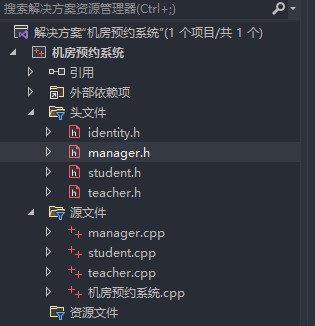 搜索解决方案资源管理器(Ctrl+;)
解决方案"机房预约系统"(1 个项目/共 1 个)
机房预约系统
引用
外部依赖项
头文件
identity.h
manager.h
student.h
teacher.h
源文件
manager.cpp
student.cpp
teacher.cpp
机房预约系统.cpp
资源文件